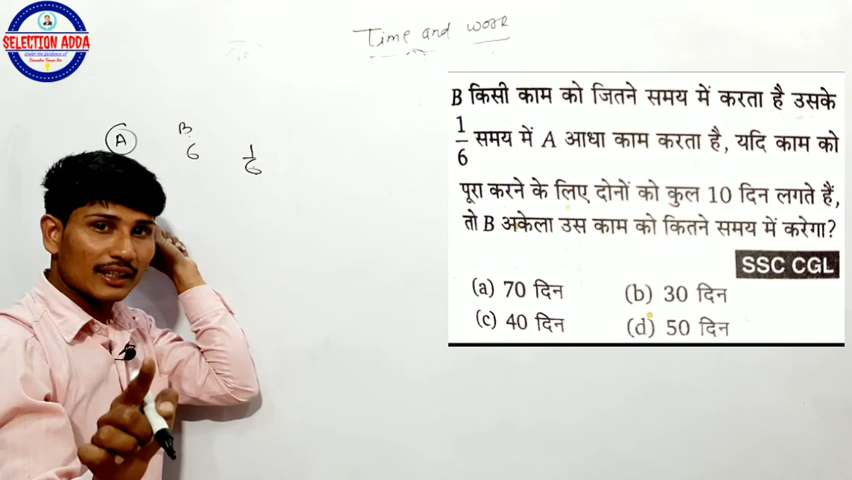 SELECTION ADDA
Time and work
B किसी काम को जितने समय में करता है उसके
1/6 समय में A आधा काम करता है, यदि काम को
पूरा करने के लिए दोनों को कुल 10 दिन लगते हैं,
तो B अकेला उस काम को कितने समय में करेगा?
SSC CGL
(a) 70 दिन (b) 30 दिन
(c) 40 दिन (d) 50 दिन
A B
6 1/6